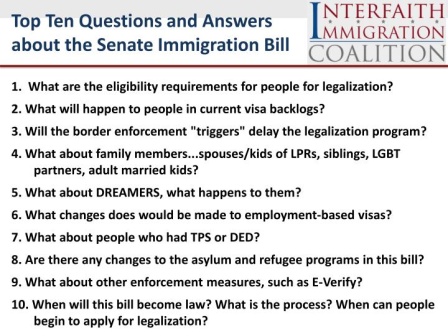 Top Ten Questions and Answers
about the Senate Immigration Bill
INTERFAITH
IMMIGRATION
COALITION
1. What are the eligibility requirements for people for legalization?
2. What will happen to people in current visa backlogs?
3. Will the border enforcement "triggers" delay the legalization program?
4. What about family members...spouses/kids of LPRs, siblings, LGBT
partners, adult married kids?
5. What about DREAMERS, what happens to them?
6. What changes does would be made to employment-based visas?
7. What about people who had TPS or DED?
8. Are there any changes to the asylum and refugee programs in this bill?
9. What about other enforcement measures, such as E-Verify?
10. When will this bill become law? What is the process? When can people
begin to apply for legalization?